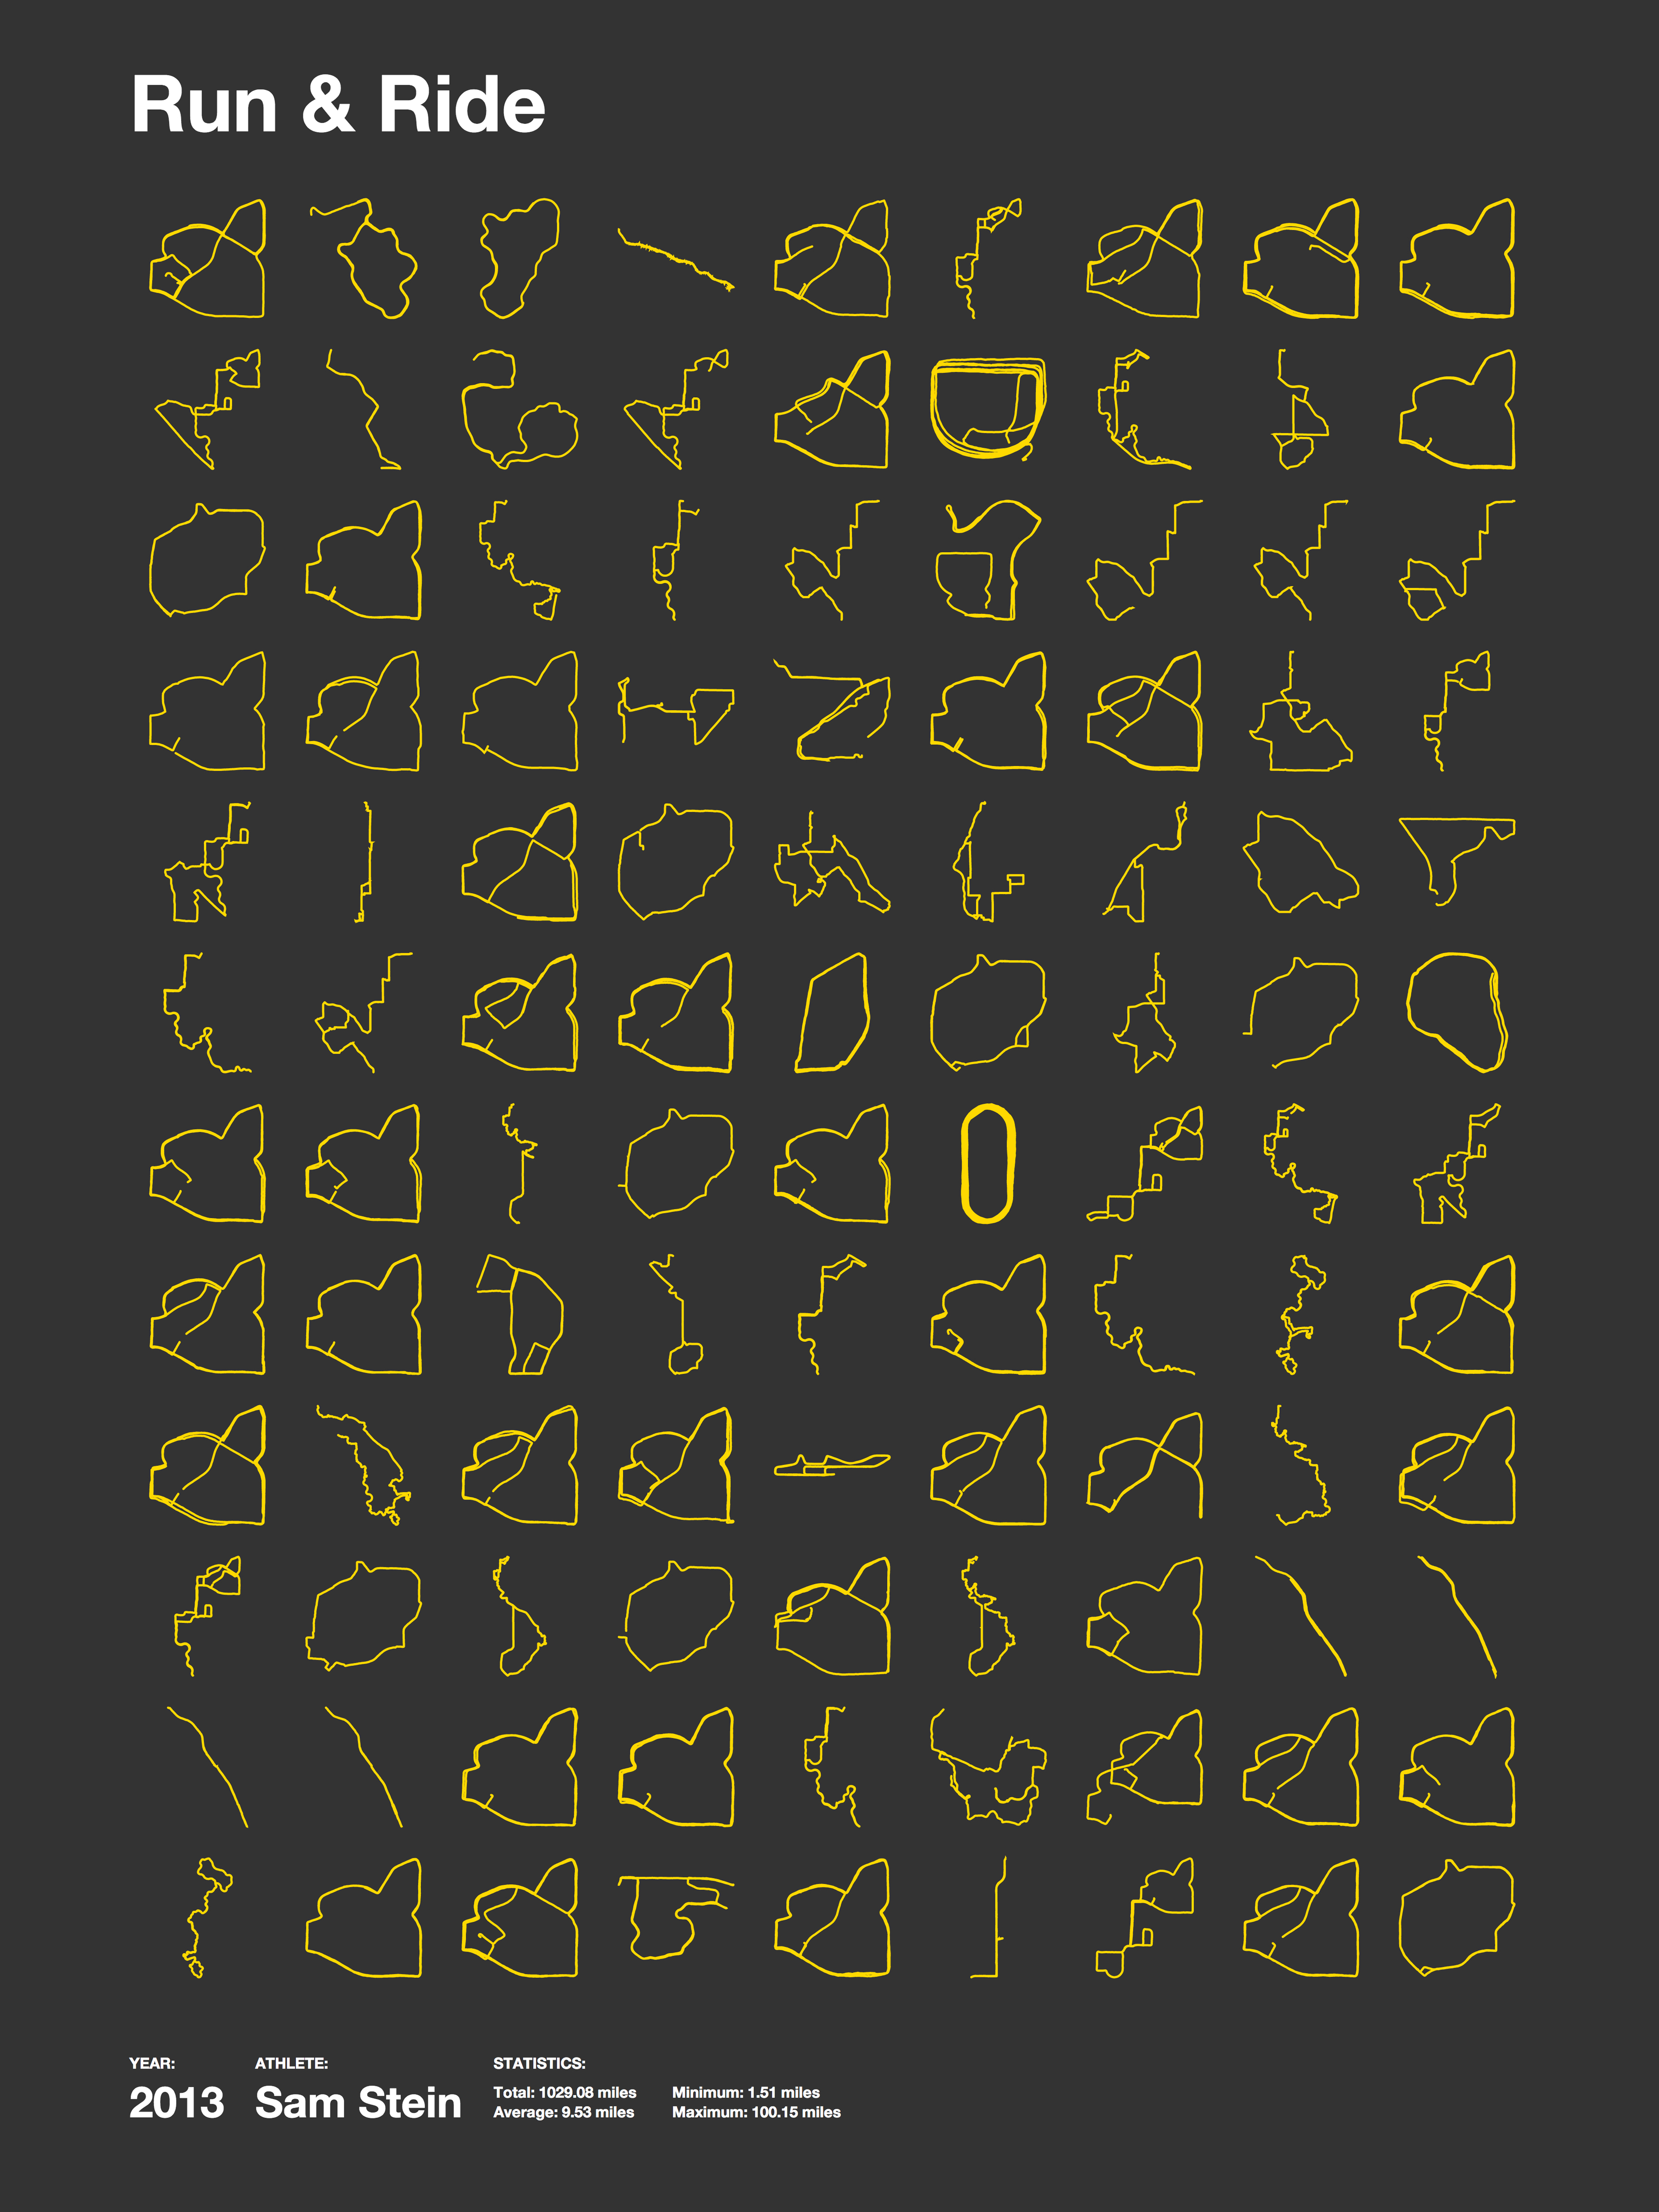 Run & Ride
YEAR:
2013
ATHLETE:
Sam Stein
STATISTICS:
Total: 1029.08 miles
Average: 9.53 miles
Minimum: 1.51 miles
Maximum: 100.15 miles